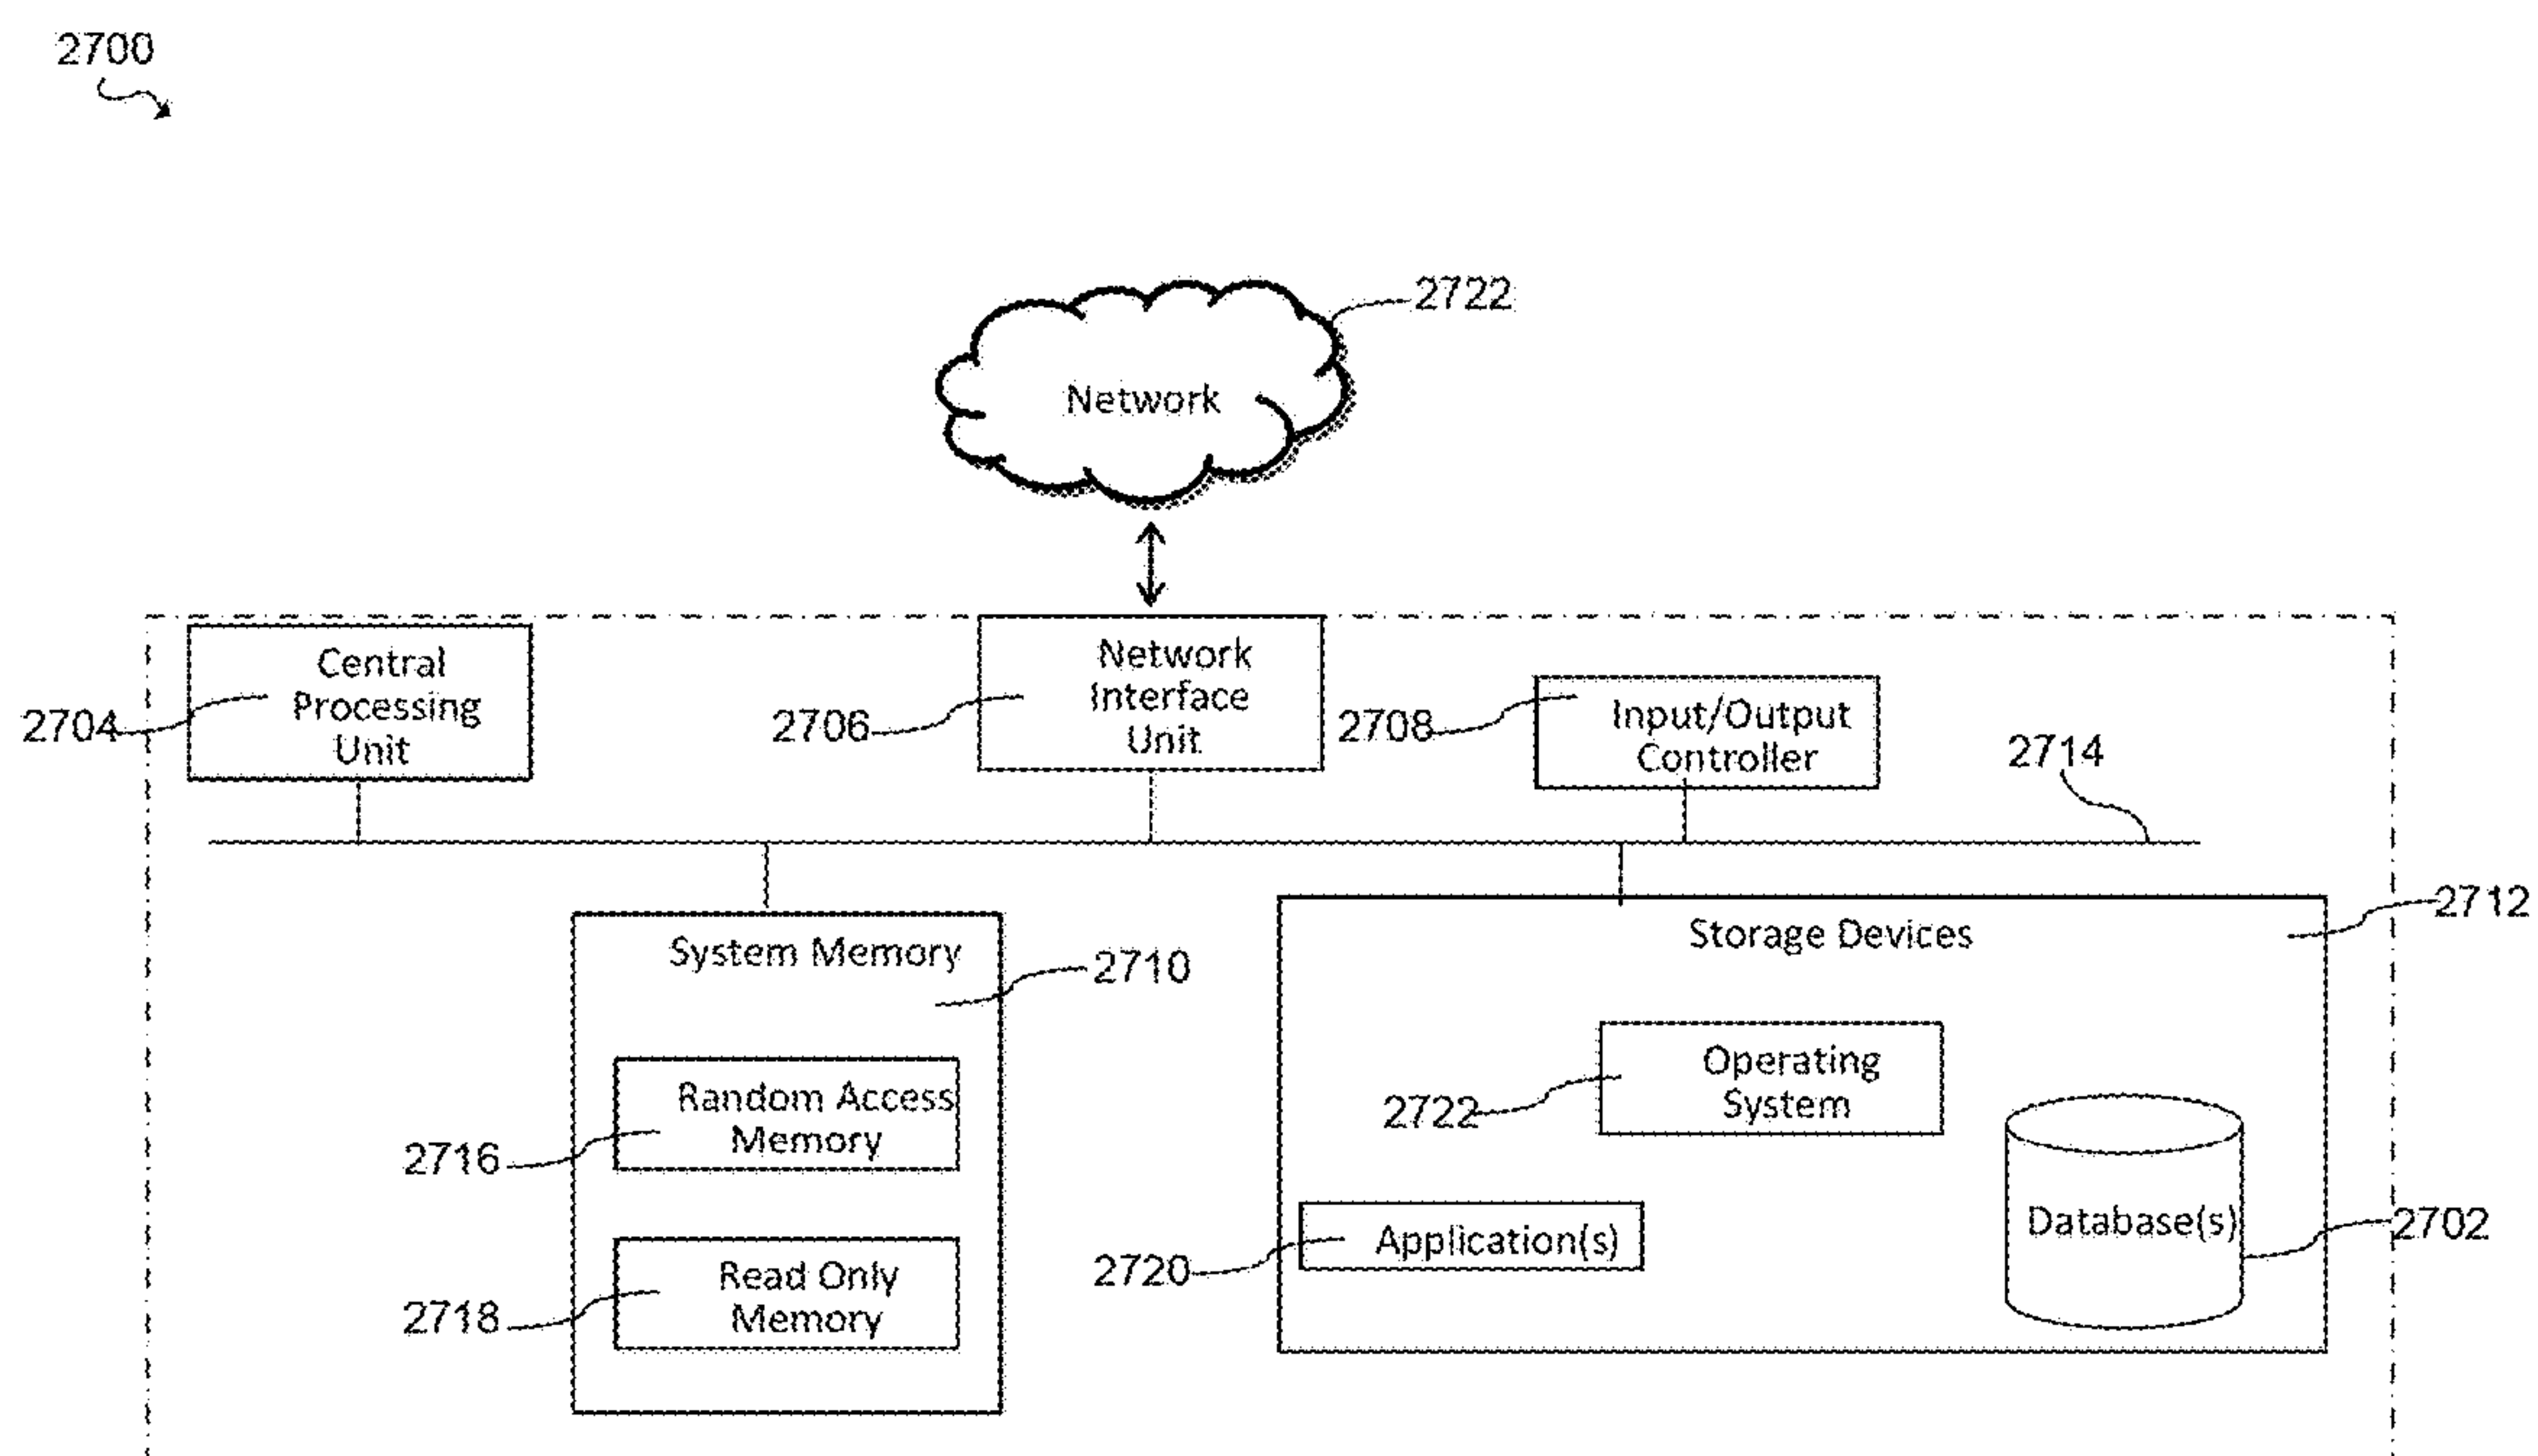 2700
2722
Network
Central
Processing
Unit
2704
Network
Interface
Unit
2706
Input/Output
Controller
2708
2714
System Memory
2710
Random Access
Memory
2716
Read Only
Memory
2718
Storage Devices
2712
Operating
System
2722
Application(s)
2720
Database(s)
2702